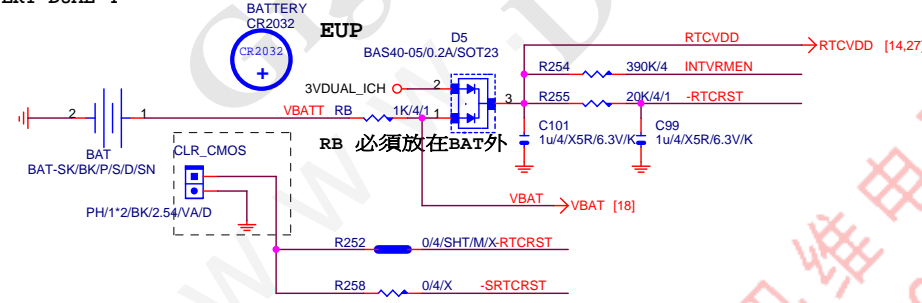 BATTERY
CR2032
EUP
CR2032
+
D5
BAS40-05/0.2A/SOT23
RTCVDD
RTCVDD [14,27]
R254 390K/4 INTVRMEN
3VDUAL_ICH 2
R255 20K/4/1 -RTCRST
3
2 1 VBATT RB 1K/4/1 1
C101
1u/4/X5R/6.3V/K
C99
1u/4/X5R/6.3V/K
RB 必須放在BAT外
BAT
BAT-SK/BK/P/S/D/SN
CLR_CMOS
PH/1*2/BK/2.54/VA/D
VBAT
VBAT [18]
R252 0/4/SHT/M/X-RTCRST
R258 0/4/X -SRTCRST